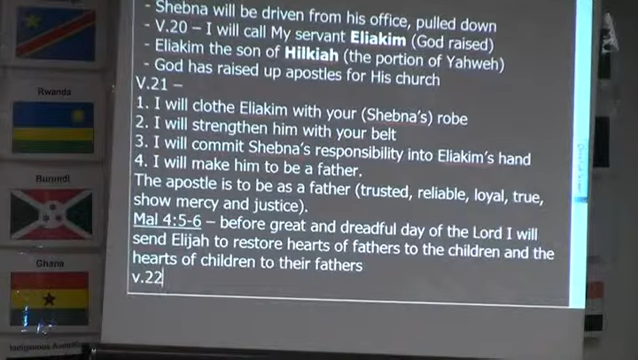 - Shebna will be driven from his office, pulled down
- V.20 – I will call My servant Eliakim (God raised)
- Eliakim the son of Hilkiah (the portion of Yahweh)
- God has raised up apostles for His church
V.21 –
1. I will clothe Eliakim with your (Shebna's) robe
2. I will strengthen him with your belt
3. I will commit Shebna's responsibility into Eliakim's hand
4. I will make him to be a father.
The apostle is to be as a father (trusted, reliable, loyal, true,
show mercy and justice).
Mal 4:5-6 – before great and dreadful day of the Lord I will
send Elijah to restore hearts of fathers to the children and the
hearts of children to their fathers
v.22
Rwanda
Burundi
Ghana